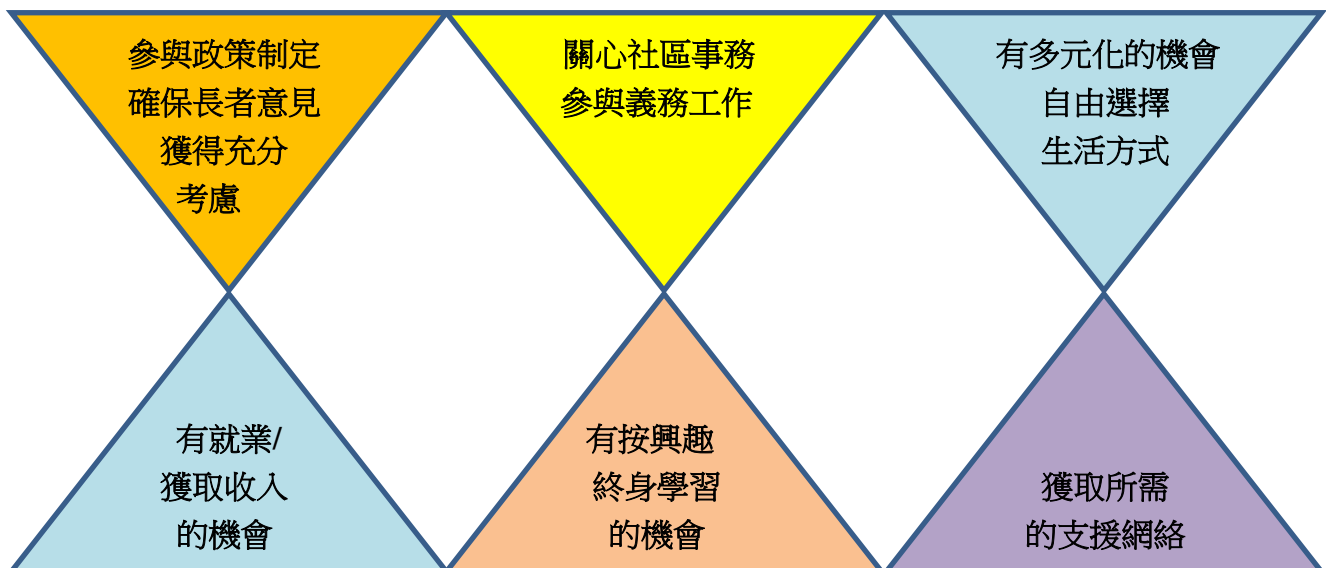 參與政策制定
確保長者意見
獲得充分
考慮
關心社區事務
參與義務工作
有多元化的機會
自由選擇
生活方式
有就業/
獲取收入
的機會
有按興趣
終身學習
的機會
獲取所需
的支援網絡